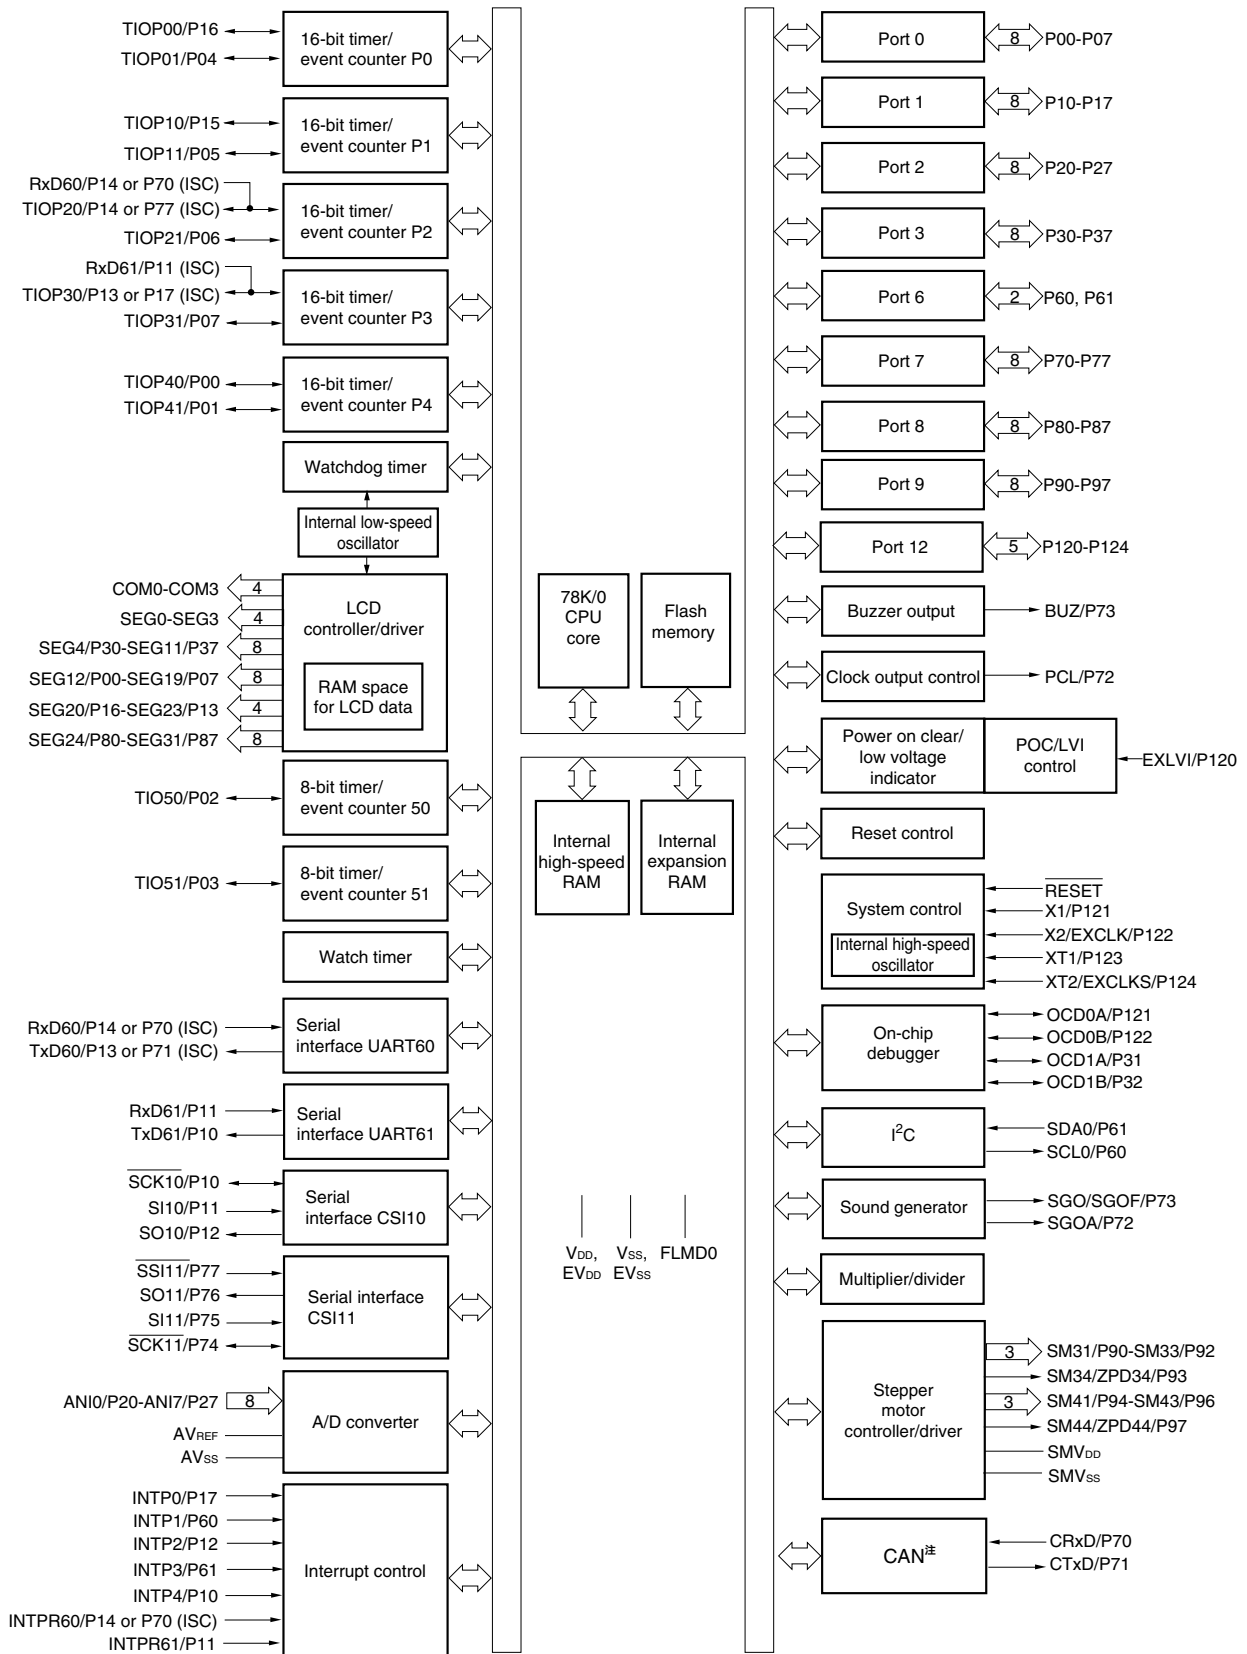 TIOP00/P16
TIOP01/P04
16-bit timer/
event counter P0
TIOP10/P15
TIOP11/P05
16-bit timer/
event counter P1
RxD60/P14 or P70 (ISC)
TIOP20/P14 or P77 (ISC)
TIOP21/P06
16-bit timer/
event counter P2
RxD61/P11 (ISC)
TIOP30/P13 or P17 (ISC)
TIOP31/P07
16-bit timer/
event counter P3
TIOP40/P00
TIOP41/P01
16-bit timer/
event counter P4
Watchdog timer
Internal low-speed
oscillator
COM0-COM3
4
SEG0-SEG3
4
SEG4/P30-SEG11/P37
8
SEG12/P00-SEG19/P07
8
SEG20/P16-SEG23/P13
4
SEG24/P80-SEG31/P87
8
LCD
controller/driver
RAM space
for LCD data
TIO50/P02
8-bit timer/
event counter 50
TIO51/P03
8-bit timer/
event counter 51
Watch timer
RxD60/P14 or P70 (ISC)
TxD60/P13 or P71 (ISC)
Serial
interface UART60
RxD61/P11
TxD61/P10
Serial
interface UART61
SCK10/P10
SI10/P11
SO10/P12
Serial
interface CSI10
SSI11/P77
SO11/P76
SI11/P75
SCK11/P74
Serial interface
CSI11
ANI0/P20-ANI7/P27
8
AVREF
AVSS
A/D converter
INTP0/P17
INTP1/P60
INTP2/P12
INTP3/P61
INTP4/P10
INTPR60/P14 or P70 (ISC)
INTPR61/P11
Interrupt control
78K/0
CPU
core
Flash
memory
Internal
high-speed
RAM
Internal
expansion
RAM
VDD,
EVDD
VSS,
EVSS
FLMD0
Port 0
8
P00-P07
Port 1
8
P10-P17
Port 2
8
P20-P27
Port 3
8
P30-P37
Port 6
2
P60, P61
Port 7
8
P70-P77
Port 8
8
P80-P87
Port 9
8
P90-P97
Port 12
5
P120-P124
Buzzer output
BUZ/P73
Clock output control
PCL/P72
Power on clear/
low voltage
indicator
POC/LVI
control
EXLVI/P120
Reset control
System control
Internal high-speed
oscillator
RESET
X1/P121
X2/EXCLK/P122
XT1/P123
XT2/EXCLKS/P124
On-chip
debugger
OCD0A/P121
OCD0B/P122
OCD1A/P31
OCD1B/P32
I²C
SDA0/P61
SCL0/P60
Sound generator
SGO/SGOF/P73
SGOA/P72
Multiplier/divider
Stepper
motor
controller/driver
3
SM31/P90-SM33/P92
SM34/ZPD34/P93
3
SM41/P94-SM43/P96
SM44/ZPD44/P97
SMVDD
SMVSS
CAN注
CRxD/P70
CTxD/P71